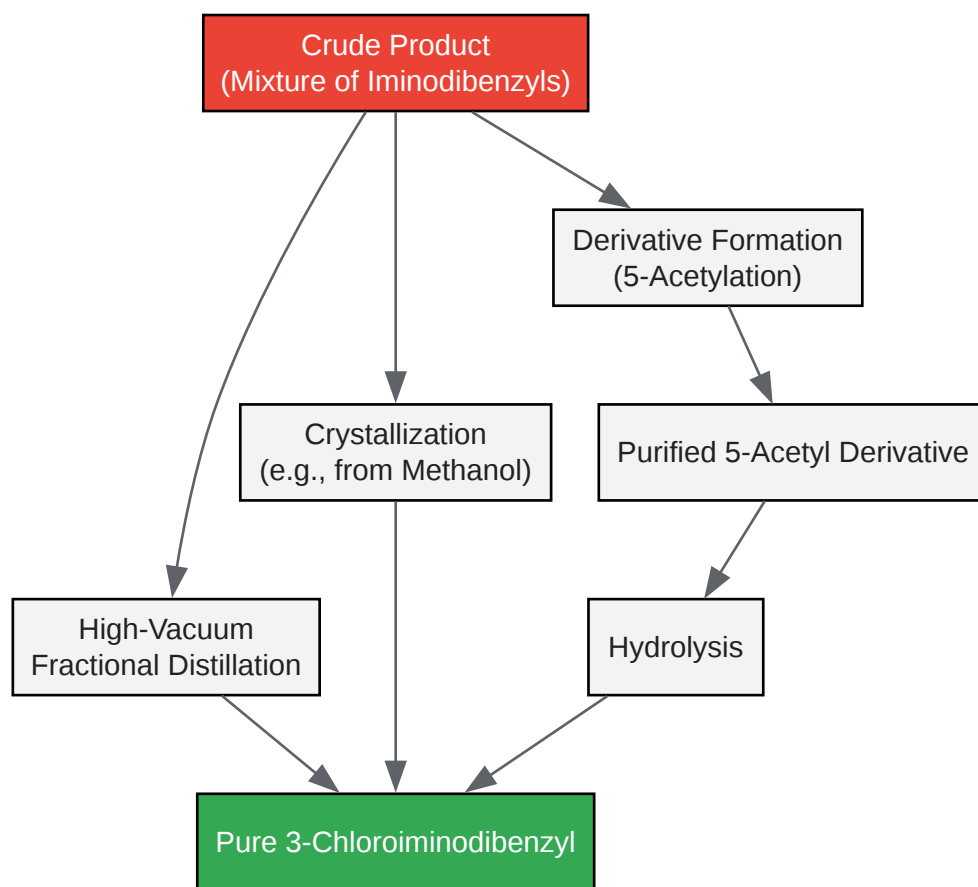 Crude Product
(Mixture of Iminodibenzyls)
Derivative Formation
(5-Acetylation)
Crystallization
(e.g., from Methanol)
Purified 5-Acetyl Derivative
High-Vacuum
Fractional Distillation
Hydrolysis
Pure 3-Chloroiminodibenzyl